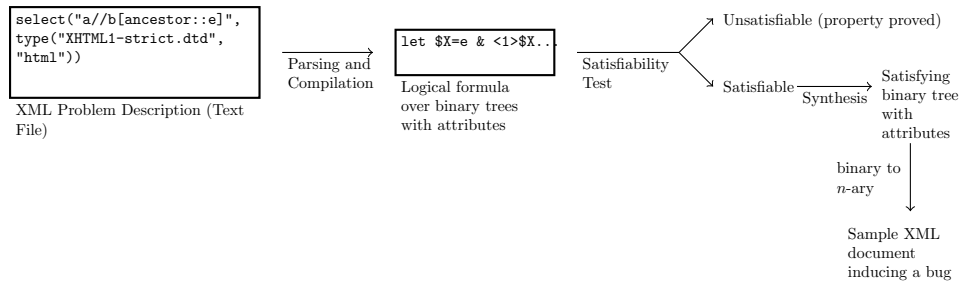 select("a//b[ancestor::e]",
type("XHTML1-strict.dtd",
"html"))
XML Problem Description (Text
File)
Parsing and
Compilation
let $X=e & <1>$X...
Logical formula
over binary trees
with attributes
Satisfiability
Test
Unsatisfiable (property proved)
Satisfiable
Synthesis
Satisfying
binary tree
with
attributes
binary to
n-ary
Sample XML
document
inducing a bug